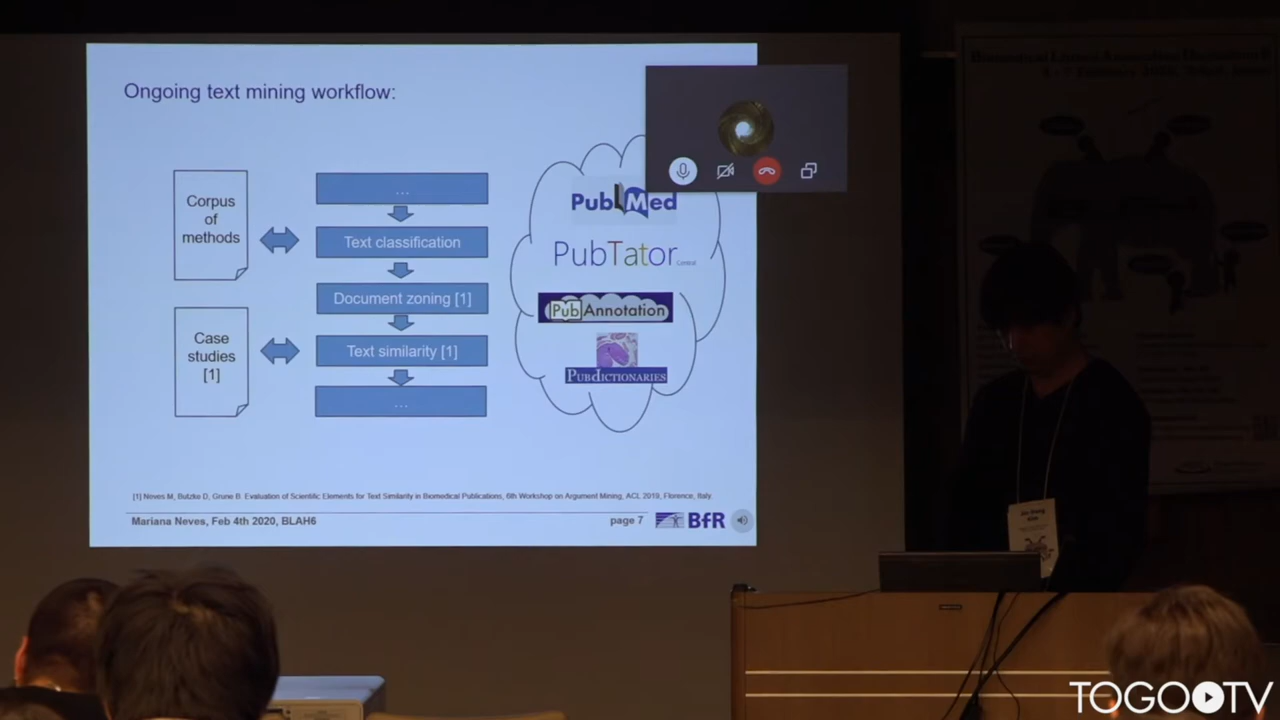 Ongoing text mining workflow:
Corpus
of
methods
Case
studies
[1]
...
Text classification
Document zoning [1]
Text similarity [1]
...
PubMed
PubTator
Central
PubAnnotation
PUBDICTIONARIES
[1] Neves M, Butzke D, Grune B. Evaluation of Scientific Elements for Text Similarity in Biomedical Publications, 6th Workshop on Argument Mining, ACL 2019, Florence, Italy.
Mariana Neves, Feb 4th 2020, BLAH6
page 7
BfR
TOGOTV